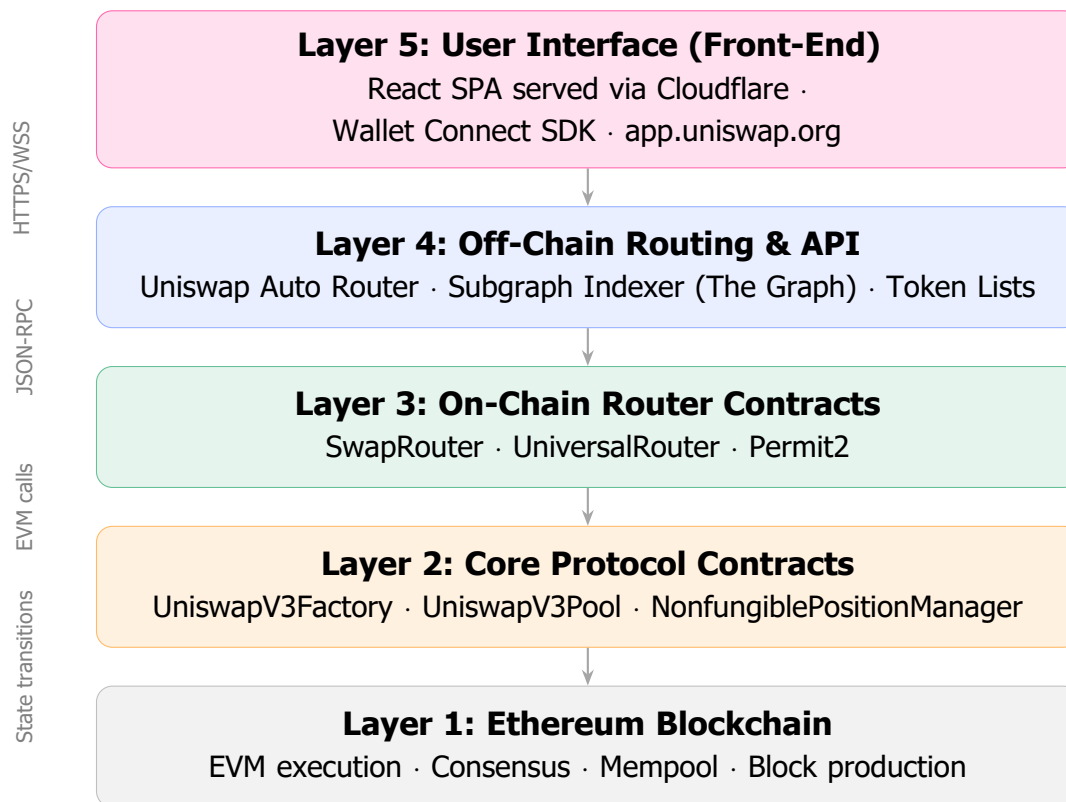 Layer 5: User Interface (Front-End)
React SPA served via Cloudflare ·
Wallet Connect SDK · app.uniswap.org
HTTPS/WSS
Layer 4: Off-Chain Routing & API
Uniswap Auto Router · Subgraph Indexer (The Graph) · Token Lists
JSON-RPC
Layer 3: On-Chain Router Contracts
SwapRouter · UniversalRouter · Permit2
EVM calls
Layer 2: Core Protocol Contracts
UniswapV3Factory · UniswapV3Pool · NonfungiblePositionManager
State transitions
Layer 1: Ethereum Blockchain
EVM execution · Consensus · Mempool · Block production